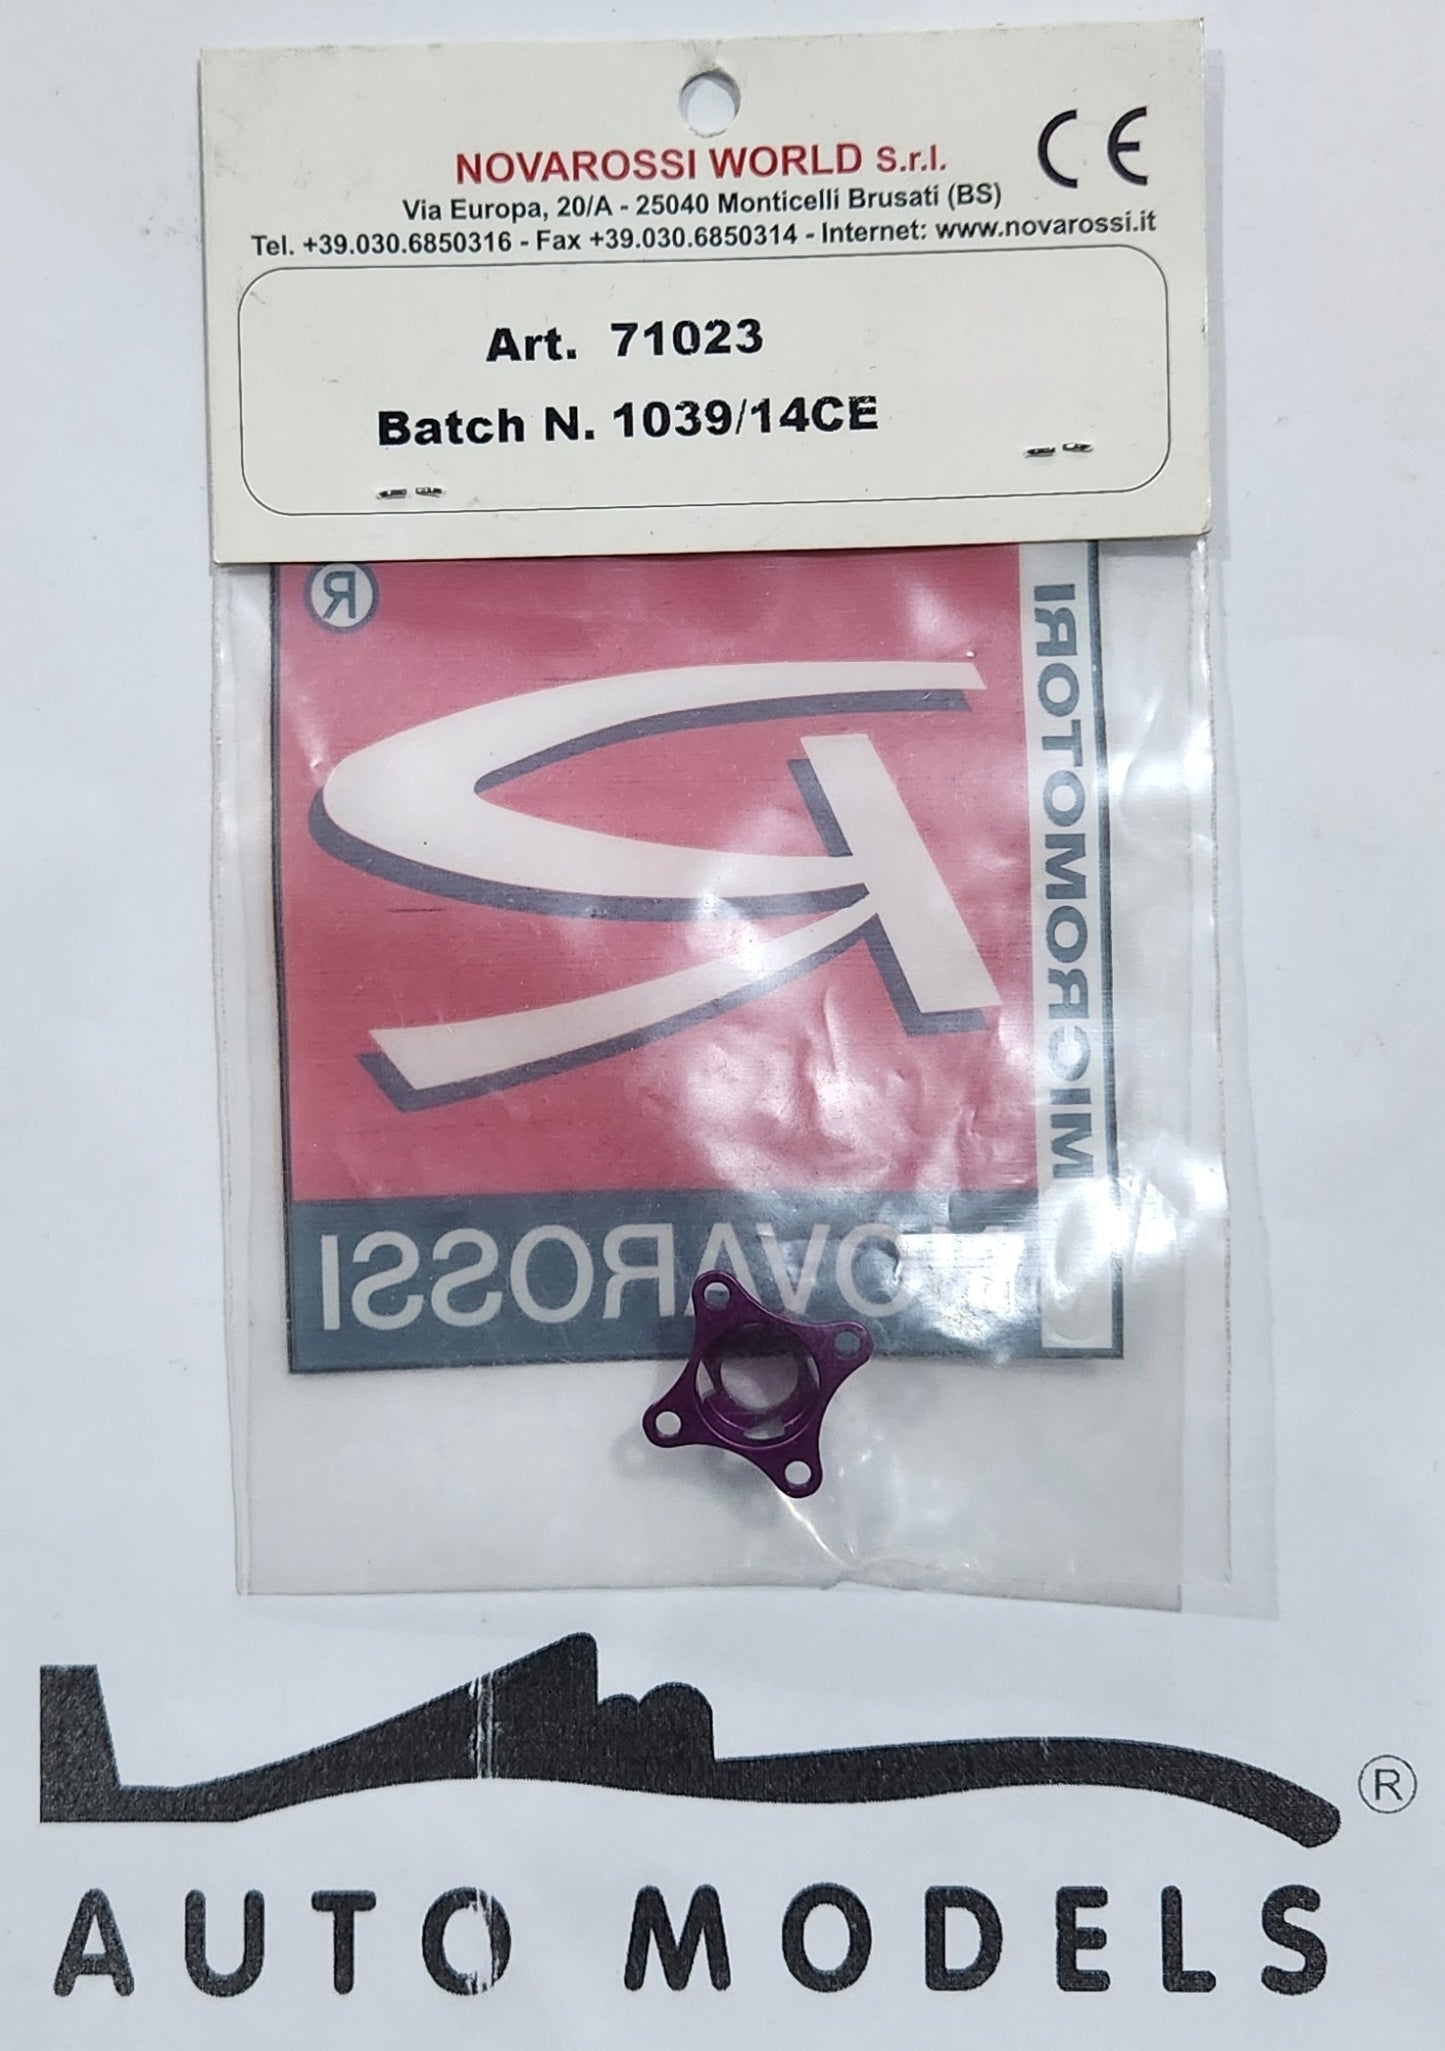 NOVAROSSI WORLD S.r.l.
CE
Via Europa, 20/A - 25040 Monticelli Brusati (BS)
Tel. +39.030.6850316 - Fax +39.030.6850314 - Internet: www.novarossi.it
Art. 71023
Batch N. 1039/14CE
®
MICROMOTORI
NOVAROSSI
®
AUTO MODELS